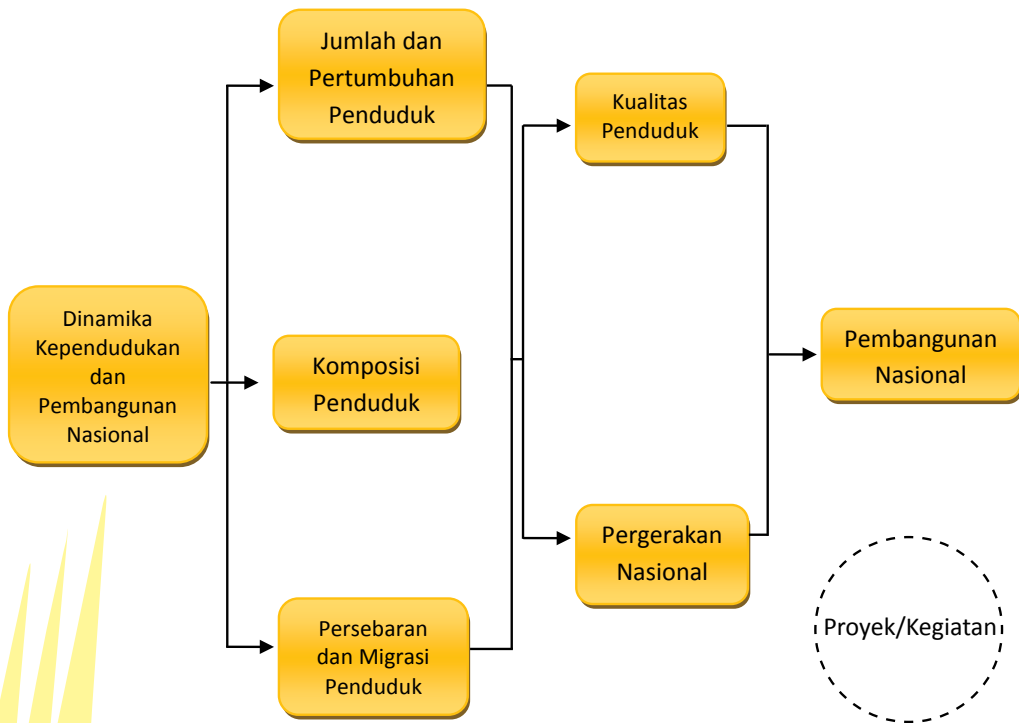 Jumlah dan
Pertumbuhan
Penduduk
Kualitas
Penduduk
Dinamika
Kependudukan
dan
Pembangunan
Nasional
Komposisi
Penduduk
Pembangunan
Nasional
Pergerakan
Nasional
Persebaran
dan Migrasi
Penduduk
Proyek/Kegiatan